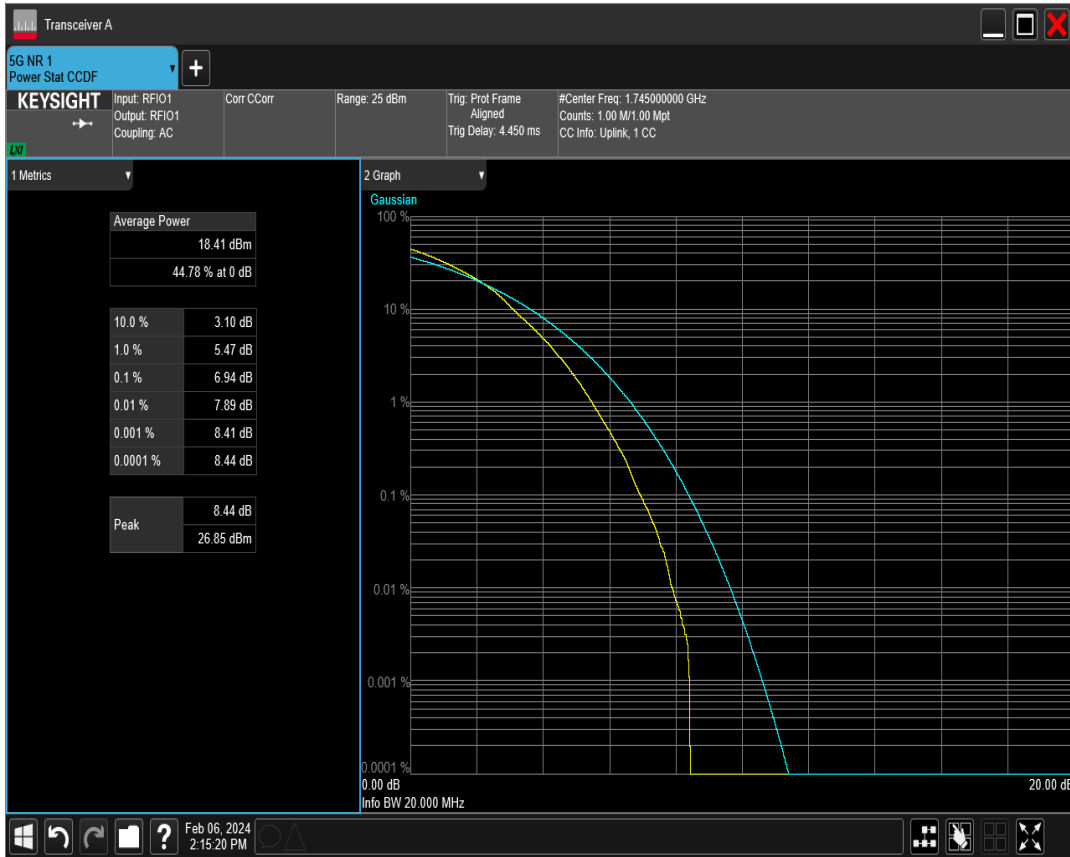 Transceiver A
5G NR 1
Power Stat CCDF
+
KEYSIGHT
LXI
Input: RFIO1
Output: RFIO1
Coupling: AC
Corr CCorr
Range: 25 dBm
Trig: Prot Frame
Aligned
Trig Delay: 4.450 ms
#Center Freq: 1.745000000 GHz
Counts: 1.00 M/1.00 Mpt
CC Info: Uplink, 1 CC
1 Metrics
Average Power
18.41 dBm
44.78 % at 0 dB
10.0 % 3.10 dB
1.0 % 5.47 dB
0.1 % 6.94 dB
0.01 % 7.89 dB
0.001 % 8.41 dB
0.0001 % 8.44 dB
Peak
8.44 dB
26.85 dBm
2 Graph
Gaussian
100 %
10 %
1 %
0.1 %
0.01 %
0.001 %
0.0001 %
0.00 dB 20.00 dB
Info BW 20.000 MHz
?
Feb 06, 2024
2:15:20 PM